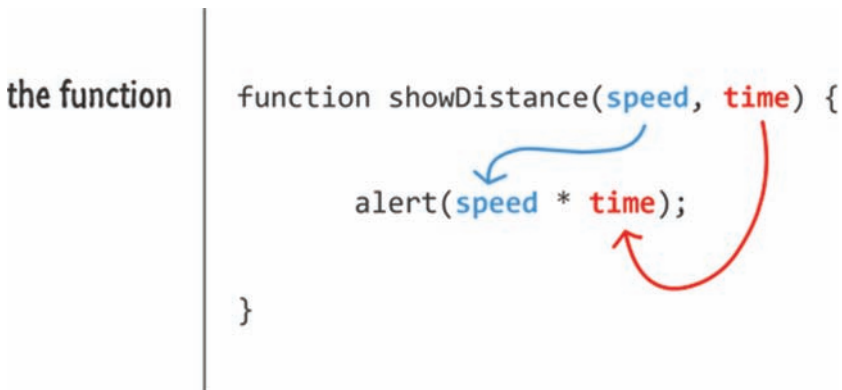 the function
function showDistance(speed, time) {
alert(speed * time);
}